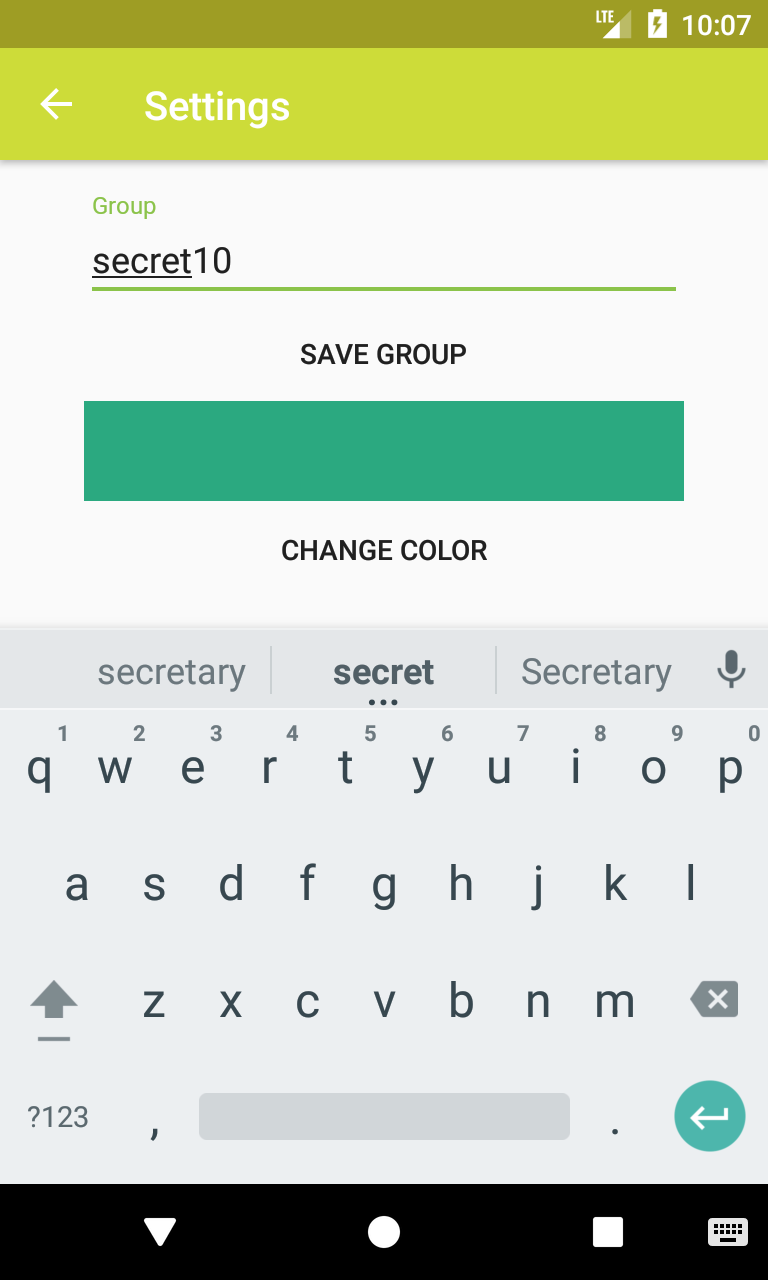 LTE 10:07
Settings
Group
secret10
SAVE GROUP
CHANGE COLOR
secretary secret Secretary
1 2 3 4 5 6 7 8 9 0
q w e r t y u i o p
a s d f g h j k l
z x c v b n m
?123 , .